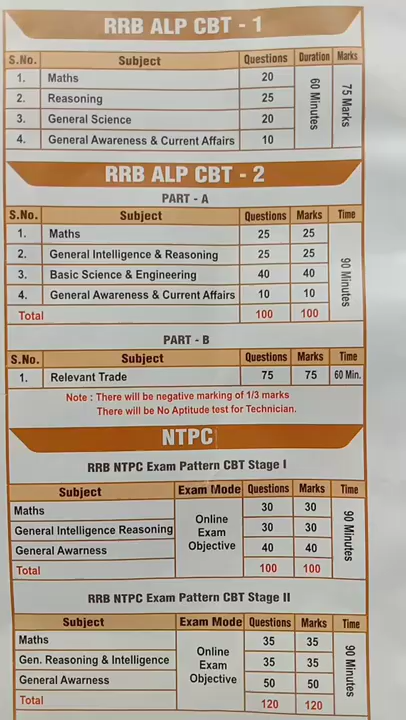 RRB ALP CBT - 1
S.No. Subject Questions Duration Marks
1. Maths 20
2. Reasoning 25
3. General Science 20
4. General Awareness & Current Affairs 10
60 Minutes
75 Marks
RRB ALP CBT - 2
PART - A
S.No. Subject Questions Marks Time
1. Maths 25 25
2. General Intelligence & Reasoning 25 25
3. Basic Science & Engineering 40 40
4. General Awareness & Current Affairs 10 10
Total 100 100
90 Minutes
PART - B
S.No. Subject Questions Marks Time
1. Relevant Trade 75 75 60 Min.
Note : There will be negative marking of 1/3 marks
There will be No Aptitude test for Technician.
NTPC
RRB NTPC Exam Pattern CBT Stage I
Subject Exam Mode Questions Marks Time
Maths 30 30
General Intelligence Reasoning 30 30
General Awarness 40 40
Total 100 100
Online
Exam
Objective
90 Minutes
RRB NTPC Exam Pattern CBT Stage II
Subject Exam Mode Questions Marks Time
Maths 35 35
Gen. Reasoning & Intelligence 35 35
General Awarness 50 50
Total 120 120
Online
Exam
Objective
90 Minutes